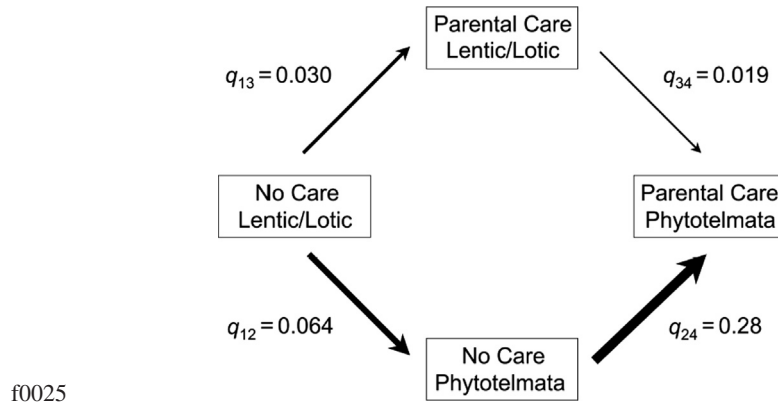 Parental Care
Lentic/Lotic
q13 = 0.030
q34 = 0.019
No Care
Lentic/Lotic
Parental Care
Phytotelmata
q12 = 0.064
q24 = 0.28
No Care
Phytotelmata
f0025